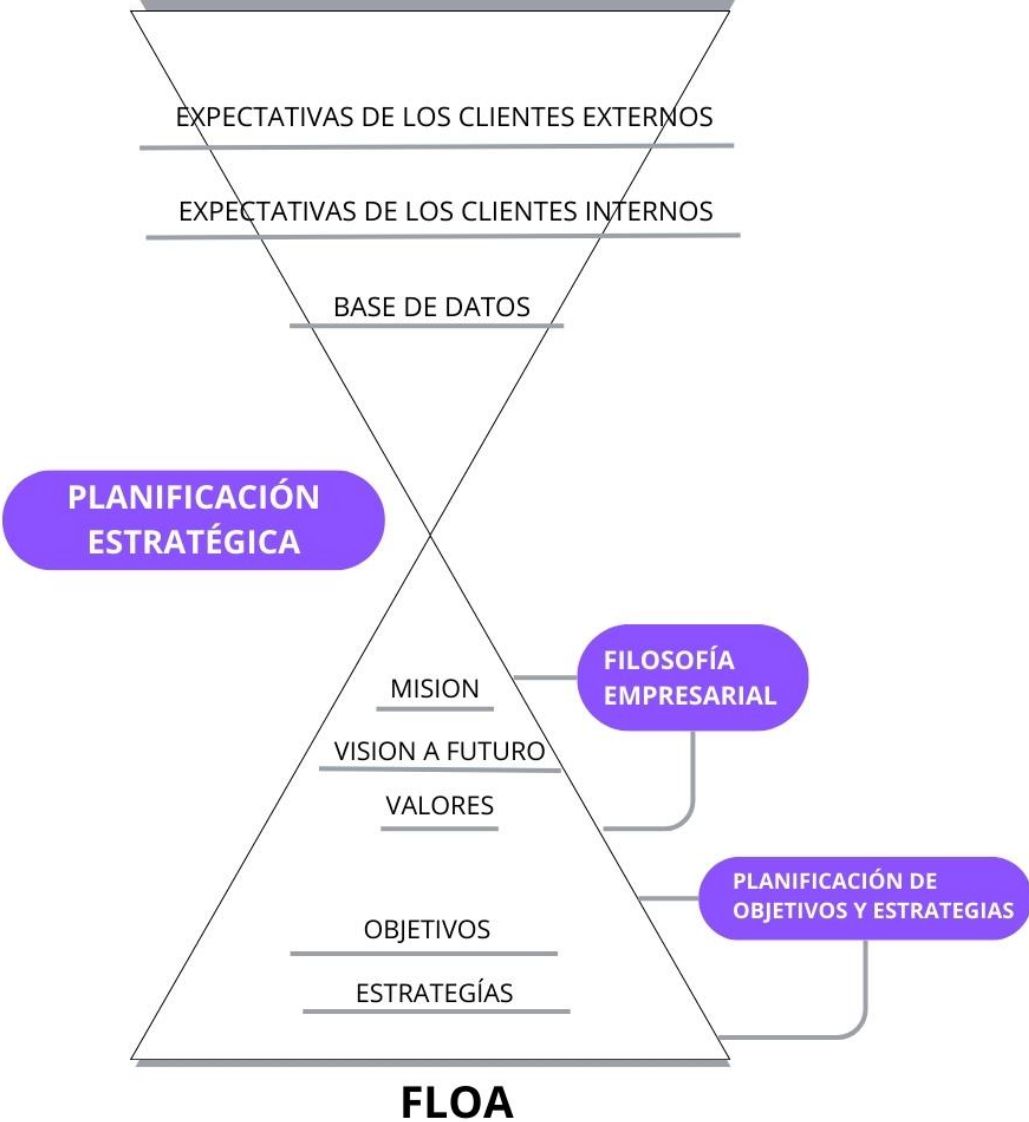 EXPECTATIVAS DE LOS CLIENTES EXTERNOS
EXPECTATIVAS DE LOS CLIENTES INTERNOS
BASE DE DATOS
PLANIFICACIÓN
ESTRATÉGICA
FILOSOFÍA
EMPRESARIAL
MISION
VISION A FUTURO
VALORES
PLANIFICACIÓN DE
OBJETIVOS Y ESTRATEGIAS
OBJETIVOS
ESTRATEGÍAS
FLOA